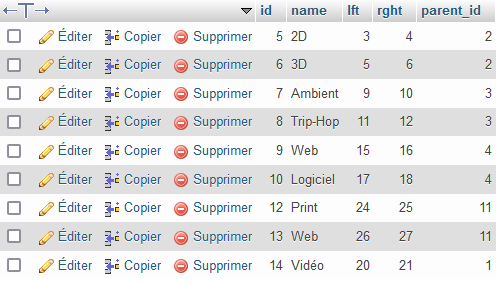 id name lft rght parent_id
Éditer Copier Supprimer 5 2D 3 4 2
Éditer Copier Supprimer 6 3D 5 6 2
Éditer Copier Supprimer 7 Ambient 9 10 3
Éditer Copier Supprimer 8 Trip-Hop 11 12 3
Éditer Copier Supprimer 9 Web 15 16 4
Éditer Copier Supprimer 10 Logiciel 17 18 4
Éditer Copier Supprimer 12 Print 24 25 11
Éditer Copier Supprimer 13 Web 26 27 11
Éditer Copier Supprimer 14 Vidéo 20 21 1